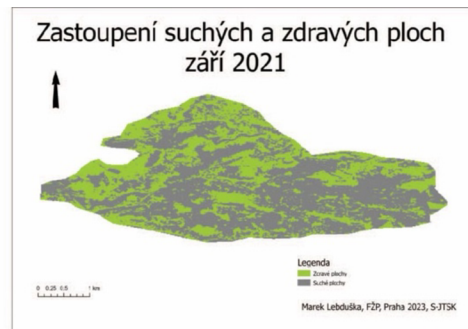 Zastoupení suchých a zdravých ploch
září 2021
Legenda
Zdravé plochy
Suché plochy
0 0.25 0.5 1 km
Marek Lebduška, FŽP, Praha 2023, S-JTSK